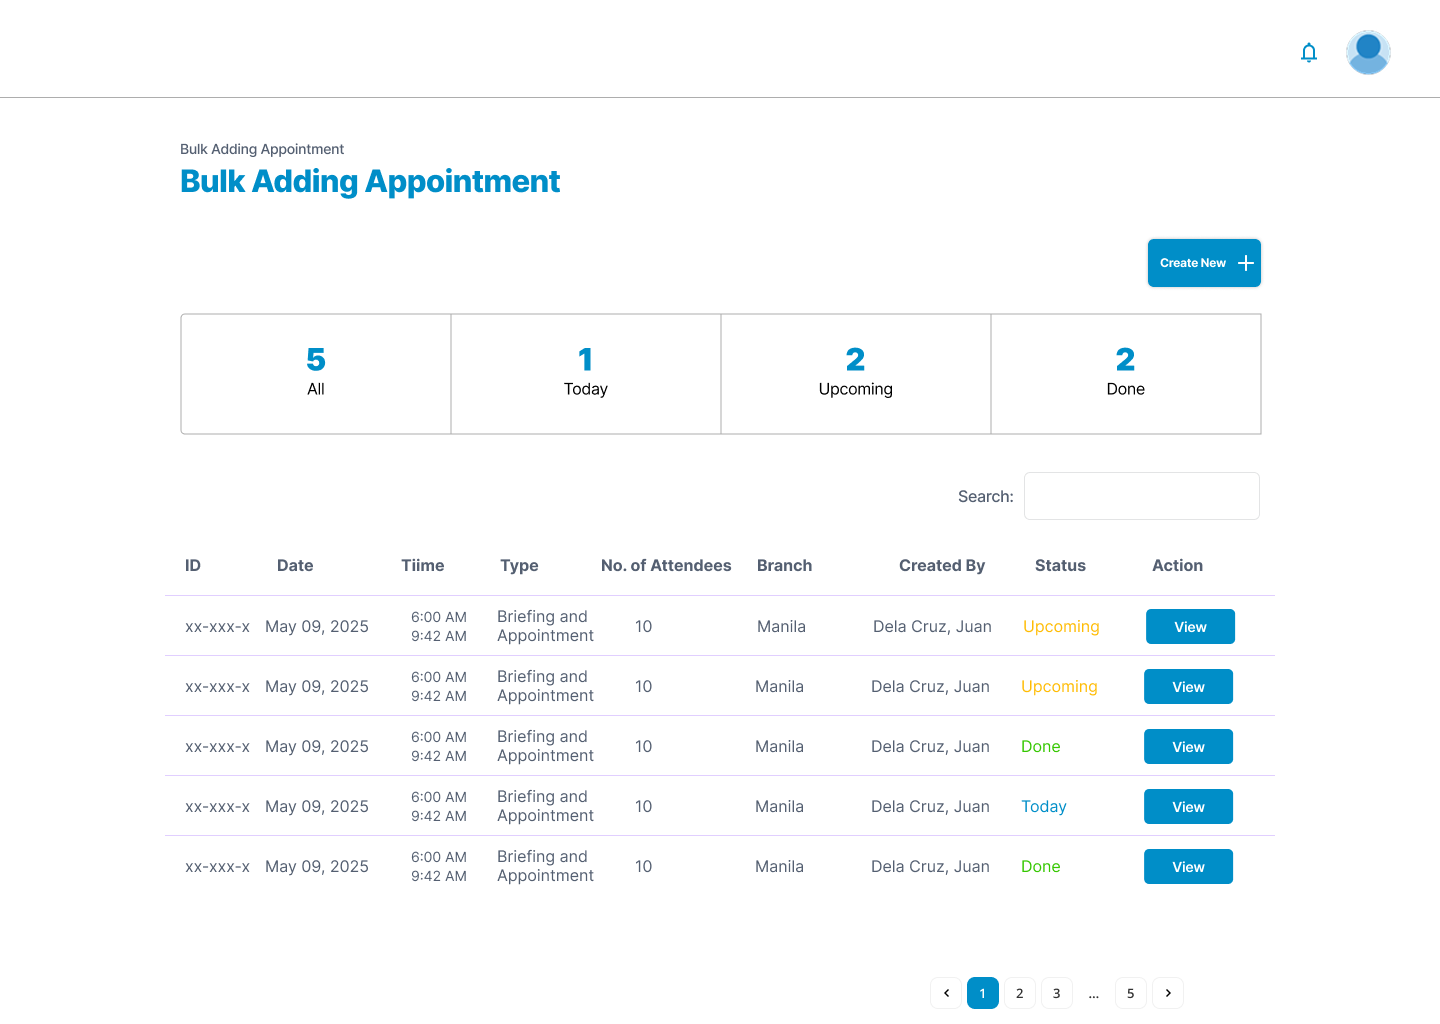 Bulk Adding Appointment
Bulk Adding Appointment
Create New
5 1 2 2
All Today Upcoming Done
Search:
ID Date Tiime Type No. of Attendees Branch Created By Status Action
xx-xxx-x May 09, 2025 6:00 AM 9:42 AM Briefing and Appointment 10 Manila Dela Cruz, Juan Upcoming View
xx-xxx-x May 09, 2025 6:00 AM 9:42 AM Briefing and Appointment 10 Manila Dela Cruz, Juan Upcoming View
xx-xxx-x May 09, 2025 6:00 AM 9:42 AM Briefing and Appointment 10 Manila Dela Cruz, Juan Done View
xx-xxx-x May 09, 2025 6:00 AM 9:42 AM Briefing and Appointment 10 Manila Dela Cruz, Juan Today View
xx-xxx-x May 09, 2025 6:00 AM 9:42 AM Briefing and Appointment 10 Manila Dela Cruz, Juan Done View
1 2 3 ... 5